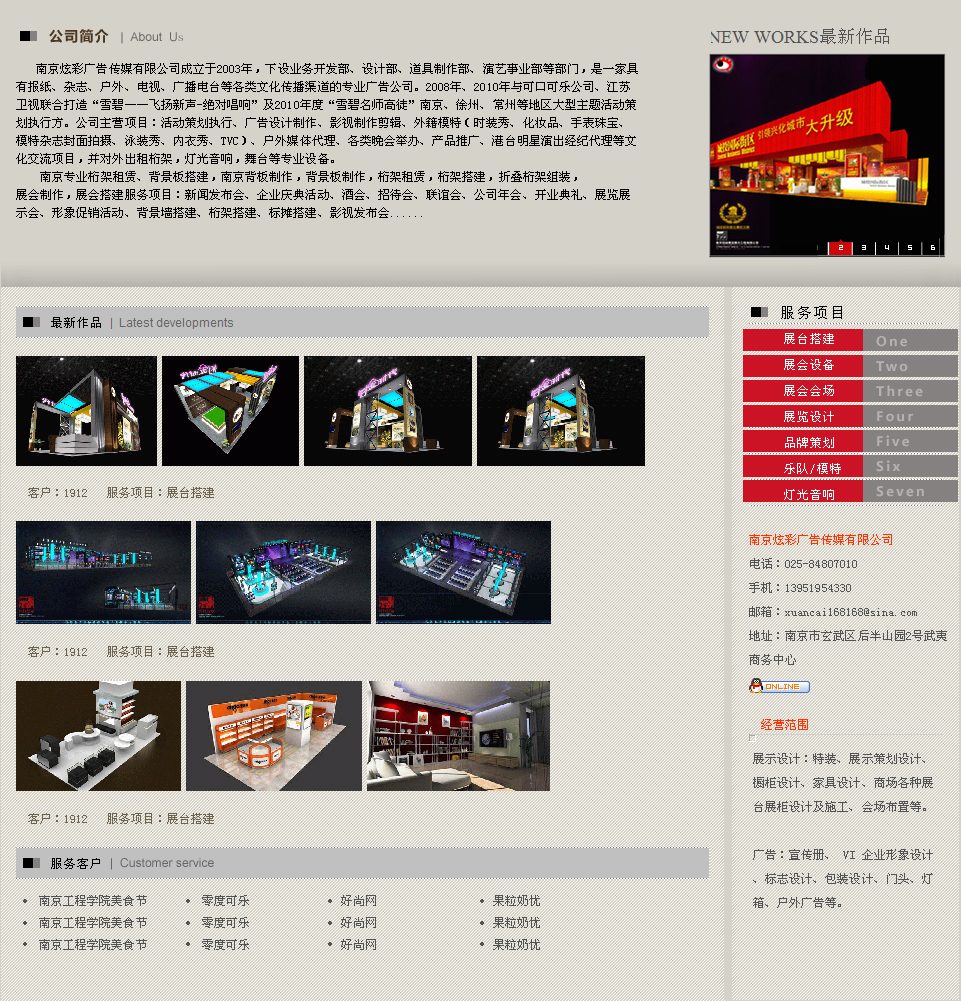 公司简介 | About Us
NEW WORKS最新作品
南京炫彩广告传媒有限公司成立于2003年，下设业务开发部、设计部、道具制作部、演艺事业部等部门，是一家具
有报纸、杂志、户外、电视、广播电台等各类文化传播渠道的专业广告公司。2008年、2010年与可口可乐公司、江苏
卫视联合打造“雪碧——飞扬新声-绝对唱响”及2010年度“雪碧名师高徒”南京、徐州、常州等地区大型主题活动策
划执行方。公司主营项目：活动策划执行、广告设计制作、影视制作剪辑、外籍模特（时装秀、化妆品、手表珠宝、
模特杂志封面拍摄、泳装秀、内衣秀、TVC）、户外媒体代理、各类晚会举办、产品推广、港台明星演出经纪代理等文
化交流项目，并对外出租桁架，灯光音响，舞台等专业设备。
南京专业桁架租赁、背景板搭建，南京背板制作，背景板制作，桁架租赁，桁架搭建，折叠桁架组装，
展会制作，展会搭建服务项目：新闻发布会、企业庆典活动、酒会、招待会、联谊会、公司年会、开业典礼、展览展
示会、形象促销活动、背景墙搭建、桁架搭建、标摊搭建、影视发布会......
引领兴化城市 大升级
2 3 4 5 6
最新作品 | Latest developments
客户：1912 服务项目：展台搭建
客户：1912 服务项目：展台搭建
客户：1912 服务项目：展台搭建
服务客户 | Customer service
• 南京工程学院美食节 • 零度可乐 • 好尚网 • 果粒奶优
• 南京工程学院美食节 • 零度可乐 • 好尚网 • 果粒奶优
• 南京工程学院美食节 • 零度可乐 • 好尚网 • 果粒奶优
服务项目
展台搭建 One
展会设备 Two
展会会场 Three
展览设计 Four
品牌策划 Five
乐队/模特 Six
灯光音响 Seven
南京炫彩广告传媒有限公司
电话：025-84807010
手机：13951954330
邮箱：xuancai168168@sina.com
地址：南京市玄武区后半山园2号武夷
商务中心
ONLINE
经营范围
展示设计：特装、展示策划设计、
橱柜设计、家具设计、商场各种展
台展柜设计及施工、会场布置等。
广告：宣传册、 VI 企业形象设计
、标志设计、包装设计、门头、灯
箱、户外广告等。